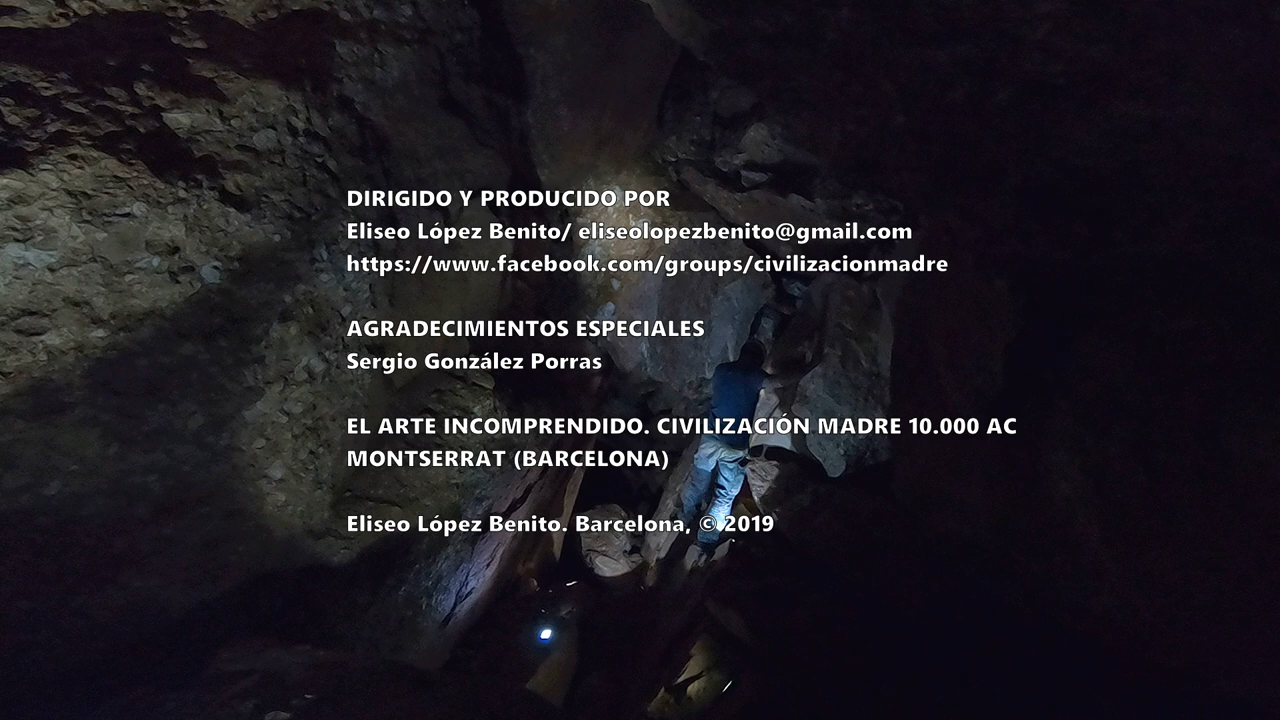 DIRIGIDO Y PRODUCIDO POR
Eliseo López Benito/ eliseolopezbenito@gmail.com
https://www.facebook.com/groups/civilizacionmadre
AGRADECIMIENTOS ESPECIALES
Sergio González Porras
EL ARTE INCOMPRENDIDO. CIVILIZACIÓN MADRE 10.000 AC
MONTSERRAT (BARCELONA)
Eliseo López Benito. Barcelona, © 2019